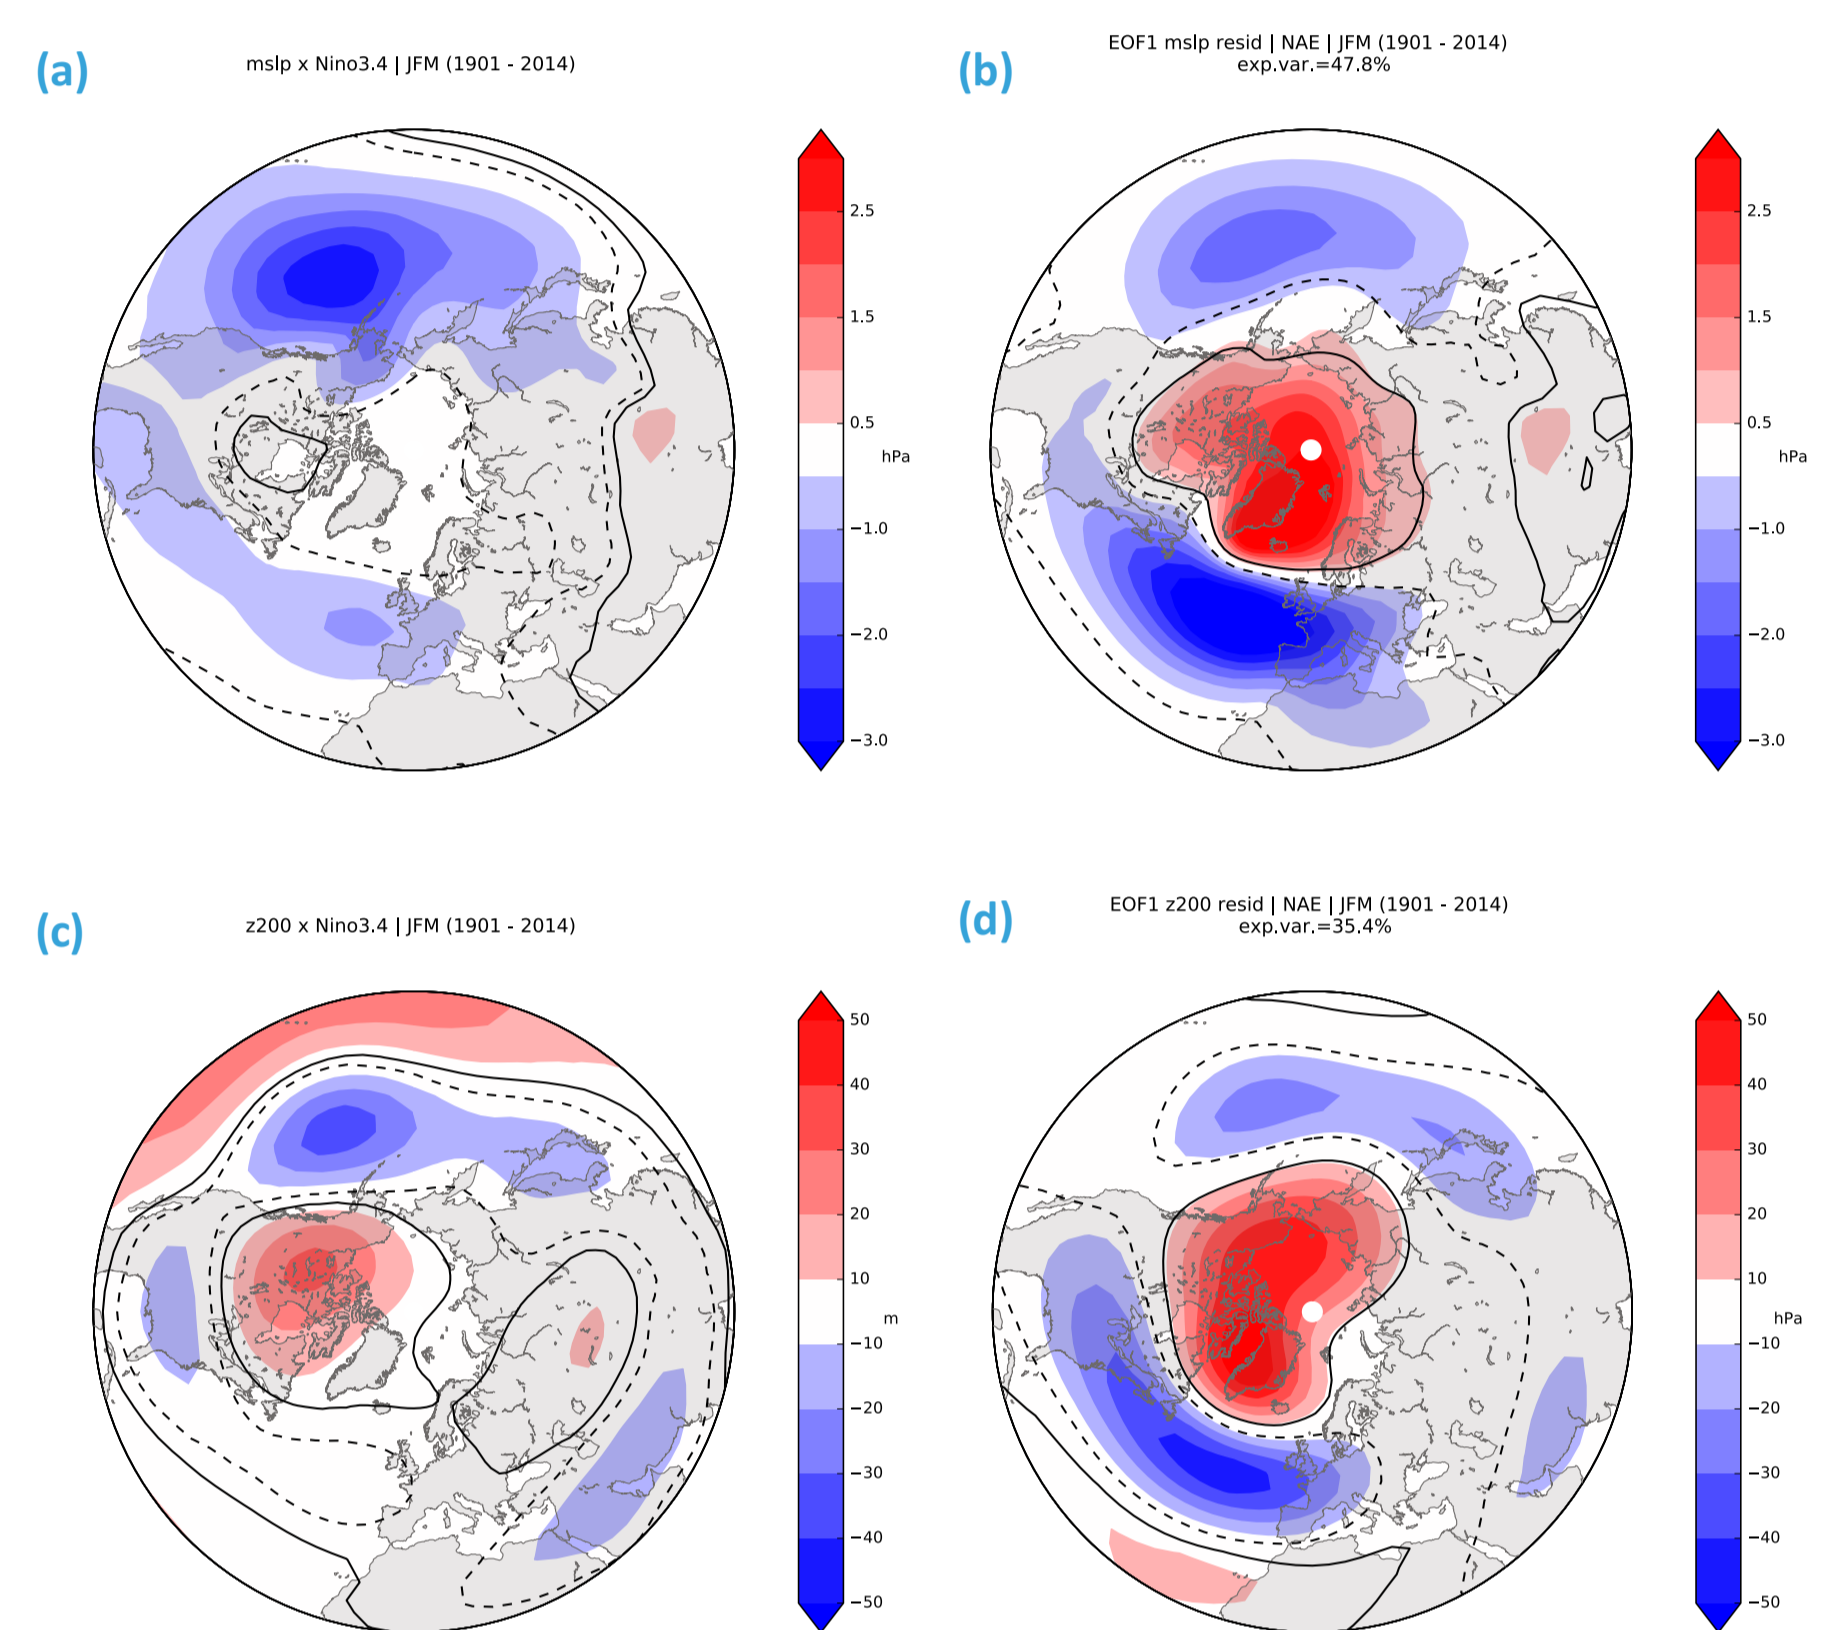 (a)
mslp x Nino3.4 | JFM (1901 - 2014)
2.5
1.5
0.5
hPa
−1.0
−2.0
−3.0
(b)
EOF1 mslp resid | NAE | JFM (1901 - 2014)
exp.var.=47.8%
2.5
1.5
0.5
hPa
−1.0
−2.0
−3.0
(c)
z200 x Nino3.4 | JFM (1901 - 2014)
50
40
30
20
10
m
−10
−20
−30
−40
−50
(d)
EOF1 z200 resid | NAE | JFM (1901 - 2014)
exp.var.=35.4%
50
40
30
20
10
hPa
−10
−20
−30
−40
−50